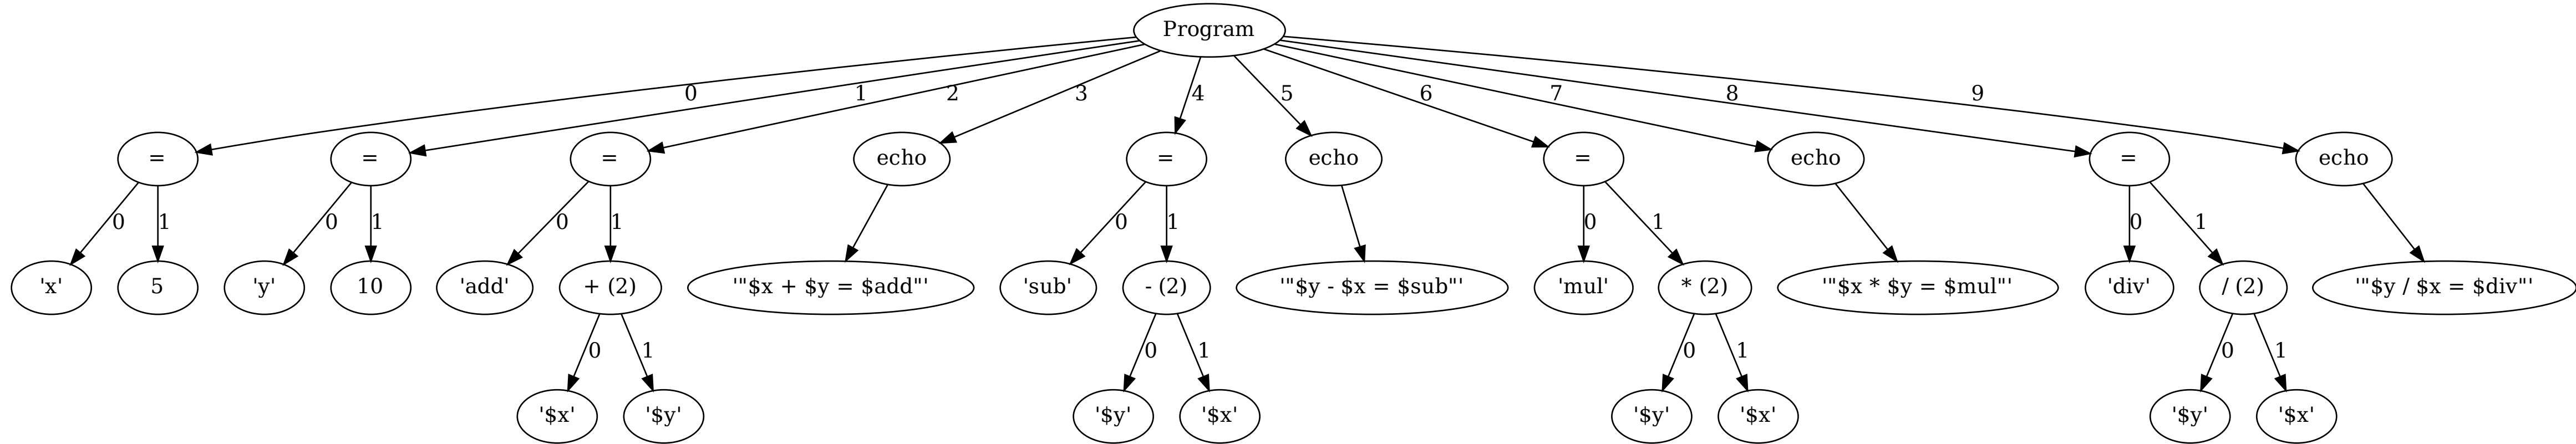 Program
0 1 2 3 4 5 6 7 8 9
= = = echo = echo = echo = echo
0 1 0 1 0 1 0 1 0 1 0 1
'x' 5 'y' 10 'add' + (2) '"$x + $y = $add"' 'sub' - (2) '"$y - $x = $sub"' 'mul' * (2) '"$x * $y = $mul"' 'div' / (2) '"$y / $x = $div"'
0 1 0 1 0 1 0 1
'$x' '$y' '$y' '$x' '$y' '$x' '$y' '$x'